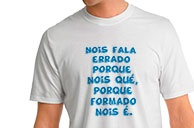 NOIS FALA
ERRADO
PORQUE
NOIS QUÉ,
PORQUE
FORMADO
NOIS É.